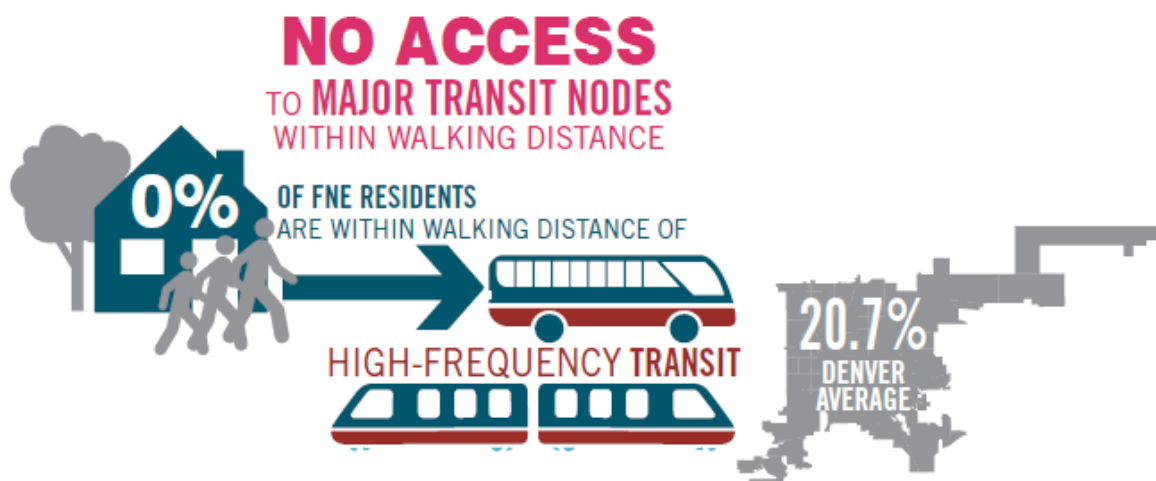 NO ACCESS
TO MAJOR TRANSIT NODES
WITHIN WALKING DISTANCE
0%
OF FNE RESIDENTS
ARE WITHIN WALKING DISTANCE OF
HIGH-FREQUENCY TRANSIT
20.7%
DENVER
AVERAGE